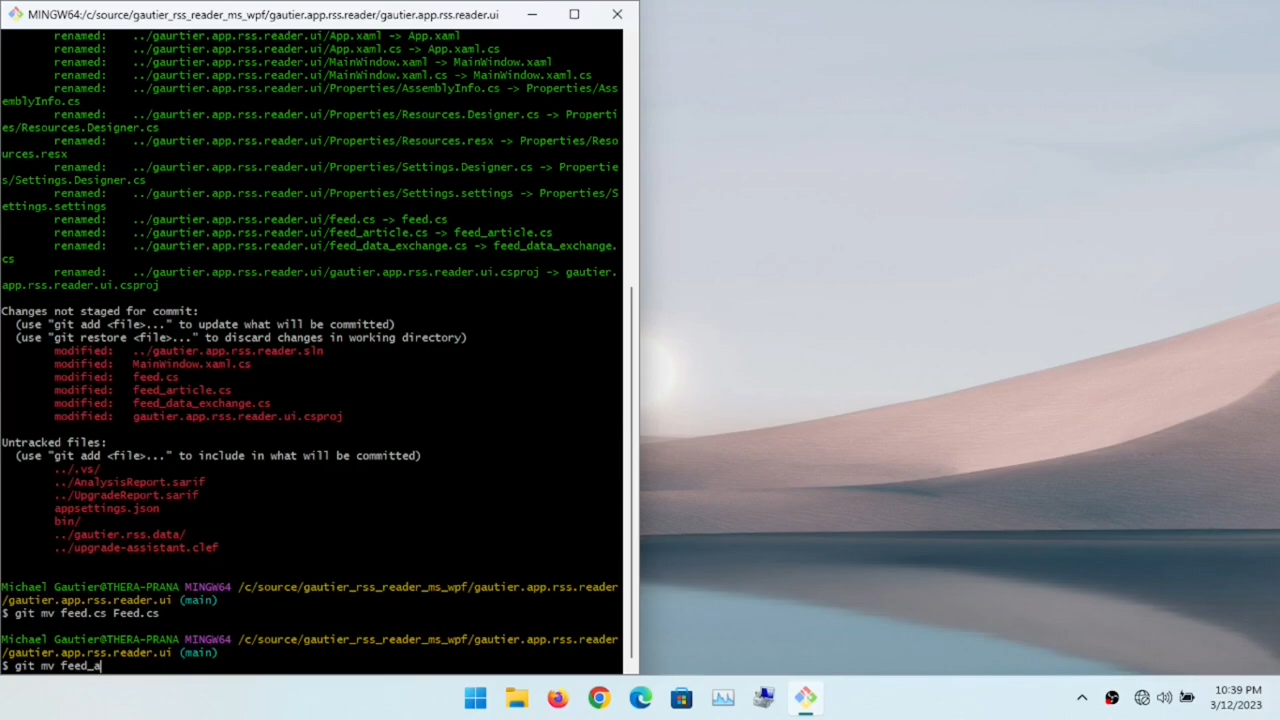 MINGW64:/c/source/gautier_rss_reader_ms_wpf/gautier.app.rss.reader/gautier.app.rss.reader.ui
renamed: ../gaurtier.app.rss.reader.ui/App.xaml -> App.xaml
renamed: ../gaurtier.app.rss.reader.ui/App.xaml.cs -> App.xaml.cs
renamed: ../gaurtier.app.rss.reader.ui/MainWindow.xaml -> MainWindow.xaml
renamed: ../gaurtier.app.rss.reader.ui/MainWindow.xaml.cs -> MainWindow.xaml.cs
renamed: ../gaurtier.app.rss.reader.ui/Properties/AssemblyInfo.cs -> Properties/Ass
emblyInfo.cs
renamed: ../gaurtier.app.rss.reader.ui/Properties/Resources.Designer.cs -> Properti
es/Resources.Designer.cs
renamed: ../gaurtier.app.rss.reader.ui/Properties/Resources.resx -> Properties/Reso
urces.resx
renamed: ../gaurtier.app.rss.reader.ui/Properties/Settings.Designer.cs -> Propertie
s/Settings.Designer.cs
renamed: ../gaurtier.app.rss.reader.ui/Properties/Settings.settings -> Properties/S
ettings.settings
renamed: ../gaurtier.app.rss.reader.ui/feed.cs -> feed.cs
renamed: ../gaurtier.app.rss.reader.ui/feed_article.cs -> feed_article.cs
renamed: ../gaurtier.app.rss.reader.ui/feed_data_exchange.cs -> feed_data_exchange.
cs
renamed: ../gaurtier.app.rss.reader.ui/gautier.app.rss.reader.ui.csproj -> gautier.
app.rss.reader.ui.csproj
Changes not staged for commit:
(use "git add <file>..." to update what will be committed)
(use "git restore <file>..." to discard changes in working directory)
modified: ../gautier.app.rss.reader.sln
modified: MainWindow.xaml.cs
modified: feed.cs
modified: feed_article.cs
modified: feed_data_exchange.cs
modified: gautier.app.rss.reader.ui.csproj
Untracked files:
(use "git add <file>..." to include in what will be committed)
../.vs/
../AnalysisReport.sarif
../UpgradeReport.sarif
appsettings.json
bin/
../gautier.rss.data/
../upgrade-assistant.clef
Michael Gautier@THERA-PRANA MINGW64 /c/source/gautier_rss_reader_ms_wpf/gautier.app.rss.reader
/gautier.app.rss.reader.ui (main)
$ git mv feed.cs Feed.cs
Michael Gautier@THERA-PRANA MINGW64 /c/source/gautier_rss_reader_ms_wpf/gautier.app.rss.reader
/gautier.app.rss.reader.ui (main)
$ git mv feed_a
10:39 PM
3/12/2023